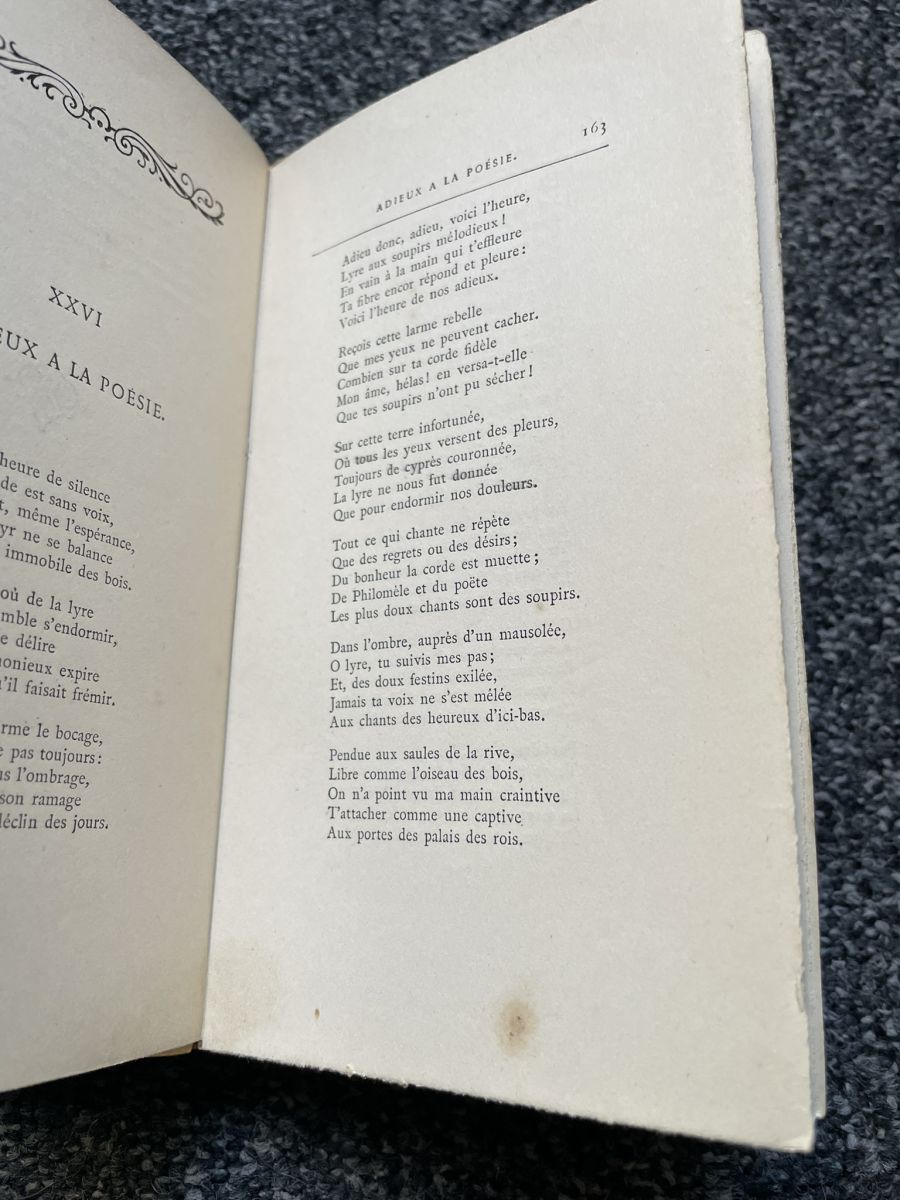 XXVI
EUX A LA POÉSIE.
heure de silence
de est sans voix,
t, même l'espérance,
yr ne se balance
immobile des bois.
où de la lyre
mble s'endormir,
e délire
monieux expire
u'il faisait frémir.
rme le bocage,
e pas toujours:
us l'ombrage,
son ramage
déclin des jours.
ADIEUX A LA POÉSIE.
163
Adieu donc, adieu, voici l'heure,
Lyre aux soupirs mélodieux!
En vain à la main qui t'effleure
Ta fibre encor répond et pleure:
Voici l'heure de nos adieux.
Reçois cette larme rebelle
Que mes yeux ne peuvent cacher.
Combien sur ta corde fidèle
Mon âme, hélas! en versa-t-elle
Que tes soupirs n'ont pu sécher!
Sur cette terre infortunée,
Où tous les yeux versent des pleurs,
Toujours de cyprès couronnée,
La lyre ne nous fut donnée
Que pour endormir nos douleurs.
Tout ce qui chante ne répète
Que des regrets ou des désirs;
Du bonheur la corde est muette;
De Philomèle et du poëte
Les plus doux chants sont des soupirs.
Dans l'ombre, auprès d'un mausolée,
O lyre, tu suivis mes pas;
Et, des doux festins exilée,
Jamais ta voix ne s'est mêlée
Aux chants des heureux d'ici-bas.
Pendue aux saules de la rive,
Libre comme l'oiseau des bois,
On n'a point vu ma main craintive
T'attacher comme une captive
Aux portes des palais des rois.